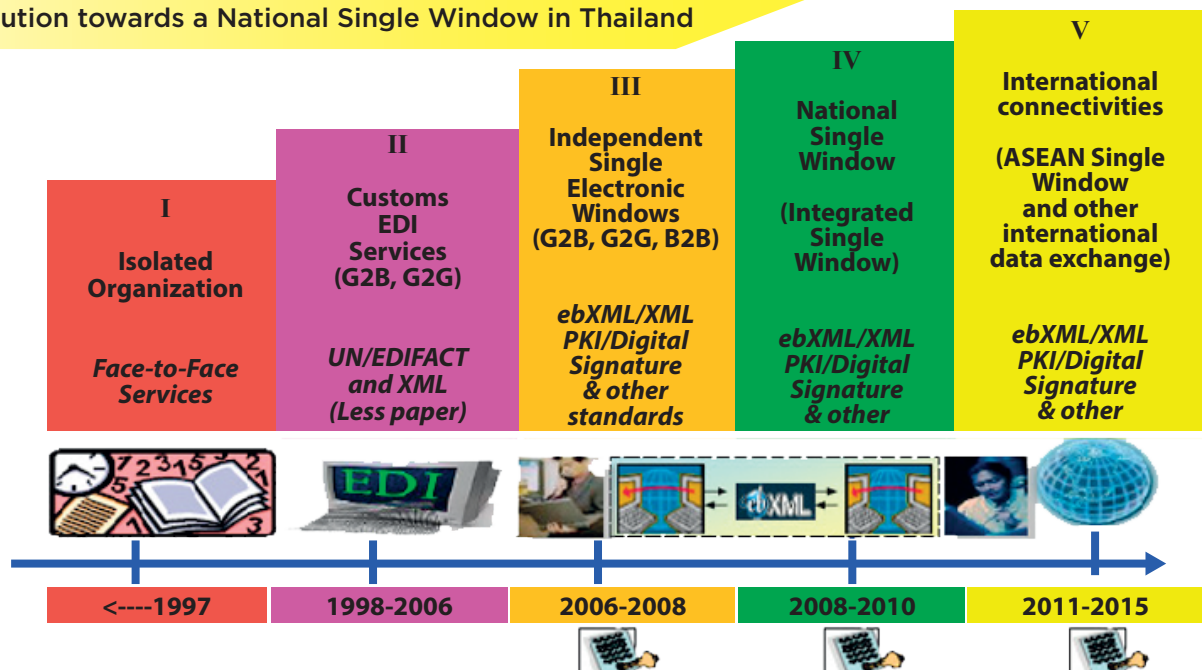 ution towards a National Single Window in Thailand
I
Isolated
Organization
Face-to-Face
Services
II
Customs
EDI
Services
(G2B, G2G)
UN/EDIFACT
and XML
(Less paper)
III
Independent
Single
Electronic
Windows
(G2B, G2G, B2B)
ebXML/XML
PKI/Digital
Signature
& other
standards
IV
National
Single
Window
(Integrated
Single
Window)
ebXML/XML
PKI/Digital
Signature
& other
V
International
connectivities
(ASEAN Single
Window
and other
international
data exchange)
ebXML/XML
PKI/Digital
Signature
& other
EDI
ebXML
<----1997
1998-2006
2006-2008
2008-2010
2011-2015